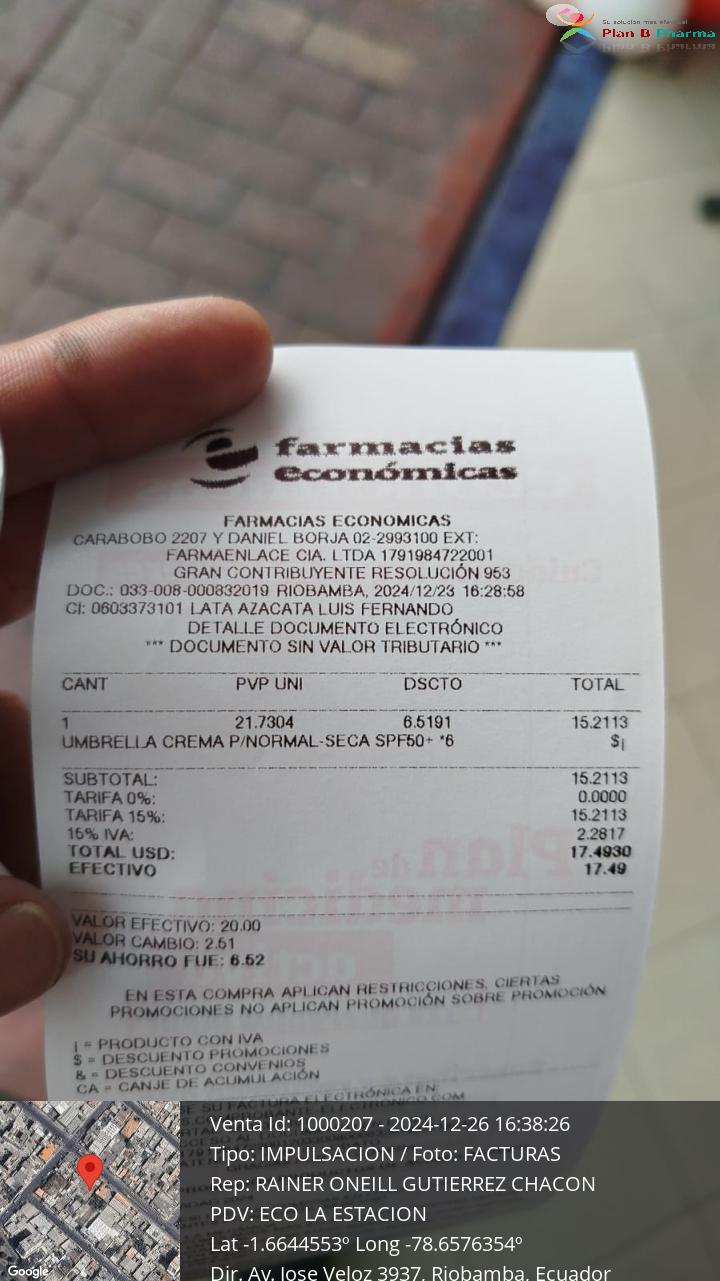 Su solución más efectiva!
Plan B Pharma
farmacias
económicas
FARMACIAS ECONOMICAS
CARABOBO 2207 Y DANIEL BORJA 02-2993100 EXT:
FARMAENLACE CIA. LTDA 1791984722001
GRAN CONTRIBUYENTE RESOLUCIÓN 953
DOC.: 033-008-000832019 RIOBAMBA, 2024/12/23 16:28:58
CI: 0603373101 LATA AZACATA LUIS FERNANDO
DETALLE DOCUMENTO ELECTRÓNICO
*** DOCUMENTO SIN VALOR TRIBUTARIO ***
CANT PVP UNI DSCTO TOTAL
1 21.7304 6.5191 15.2113
UMBRELLA CREMA P/NORMAL-SECA SPF50+ *6 $|
SUBTOTAL: 15.2113
TARIFA 0%: 0.0000
TARIFA 15%: 15.2113
15% IVA: 2.2817
TOTAL USD: 17.4930
EFECTIVO 17.49
VALOR EFECTIVO: 20.00
VALOR CAMBIO: 2.51
SU AHORRO FUE: 6.52
EN ESTA COMPRA APLICAN RESTRICCIONES, CIERTAS
PROMOCIONES NO APLICAN PROMOCIÓN SOBRE PROMOCIÓN
| = PRODUCTO CON IVA
$ = DESCUENTO PROMOCIONES
& = DESCUENTO CONVENIOS
CA = CANJE DE ACUMULACIÓN
SU FACTURA ELECTRÓNICA EN:
Venta Id: 1000207 - 2024-12-26 16:38:26
Tipo: IMPULSACION / Foto: FACTURAS
Rep: RAINER ONEILL GUTIERREZ CHACON
PDV: ECO LA ESTACION
Lat -1.6644553º Long -78.6576354º
Dir. Av. Jose Veloz 3937, Riobamba, Ecuador
Google